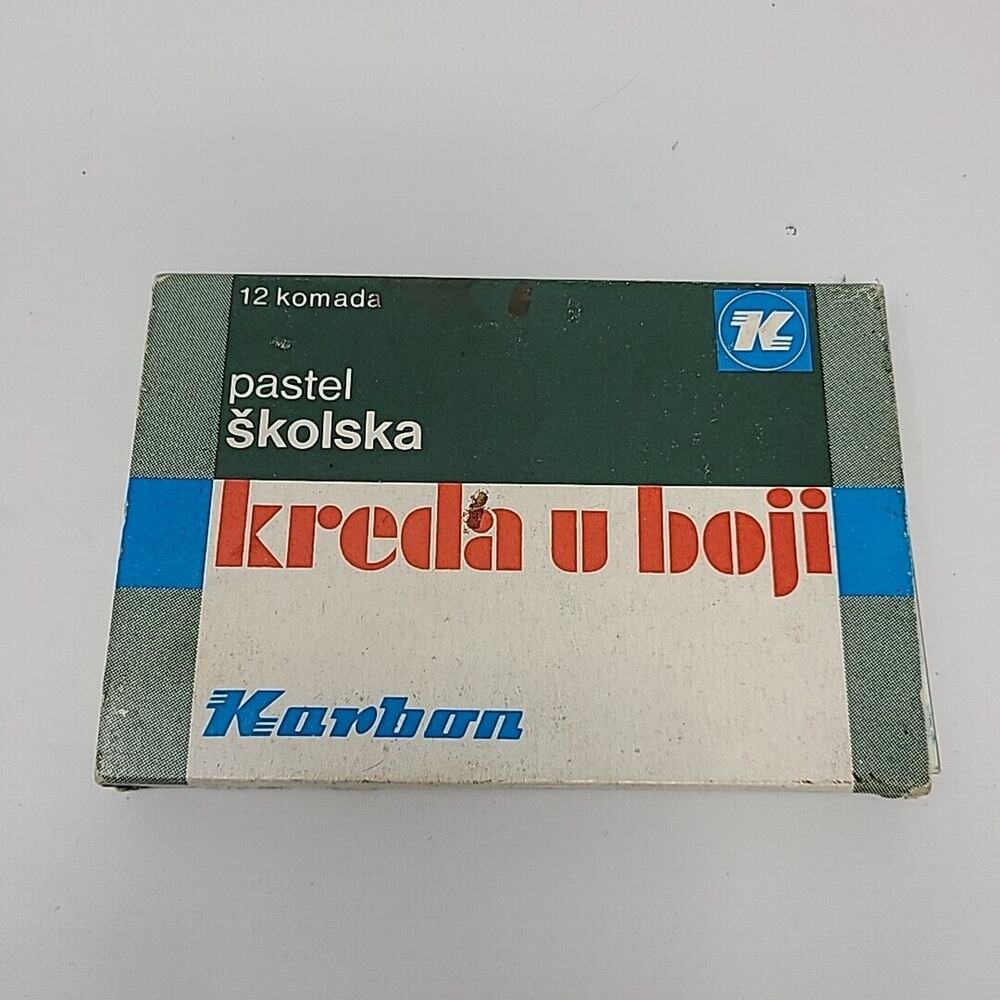 12 komada
K
pastel
školska
kreda u boji
Karbon